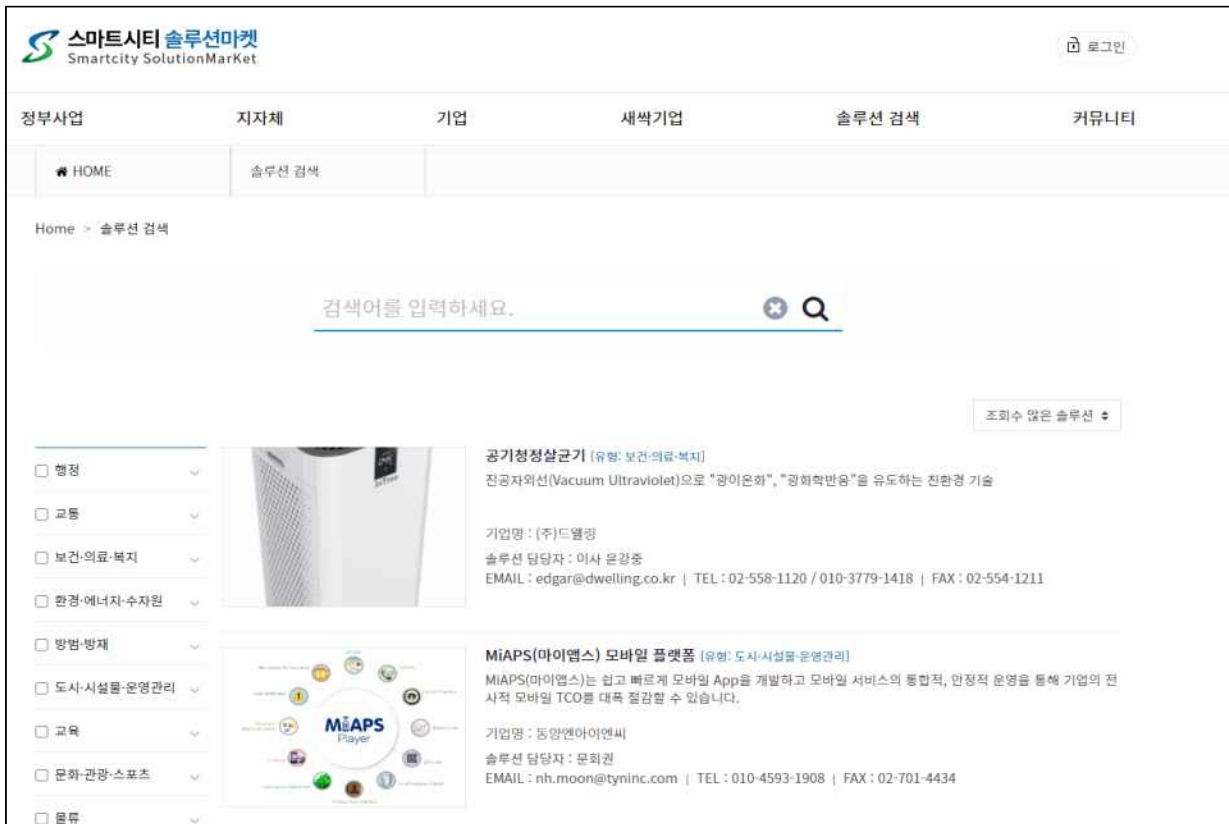 스마트시티 솔루션마켓
Smartcity SolutionMarKet
로그인
정부사업 지자체 기업 새싹기업 솔루션 검색 커뮤니티
HOME 솔루션 검색
Home > 솔루션 검색
검색어를 입력하세요.
조회수 많은 솔루션
행정
교통
보건·의료·복지
환경·에너지·수자원
방범·방재
도시·시설물·운영관리
교육
문화·관광·스포츠
물류
공기청정살균기 [유형: 보건·의료·복지]
진공자외선(Vacuum Ultraviolet)으로 "광이온화", "광화학반응"을 유도하는 친환경 기술
기업명 : (주)드웰링
솔루션 담당자 : 이사 윤강중
EMAIL : edgar@dwelling.co.kr | TEL : 02-558-1120 / 010-3779-1418 | FAX : 02-554-1211
MiAPS
Player
MiAPS(마이앱스) 모바일 플랫폼 [유형: 도시·시설물·운영관리]
MiAPS(마이앱스)는 쉽고 빠르게 모바일 App을 개발하고 모바일 서비스의 통합적, 안정적 운영을 통해 기업의 전
사적 모바일 TCO를 대폭 절감할 수 있습니다.
기업명 : 동양엔아이엔씨
솔루션 담당자 : 문희권
EMAIL : nh.moon@tyninc.com | TEL : 010-4593-1908 | FAX : 02-701-4434